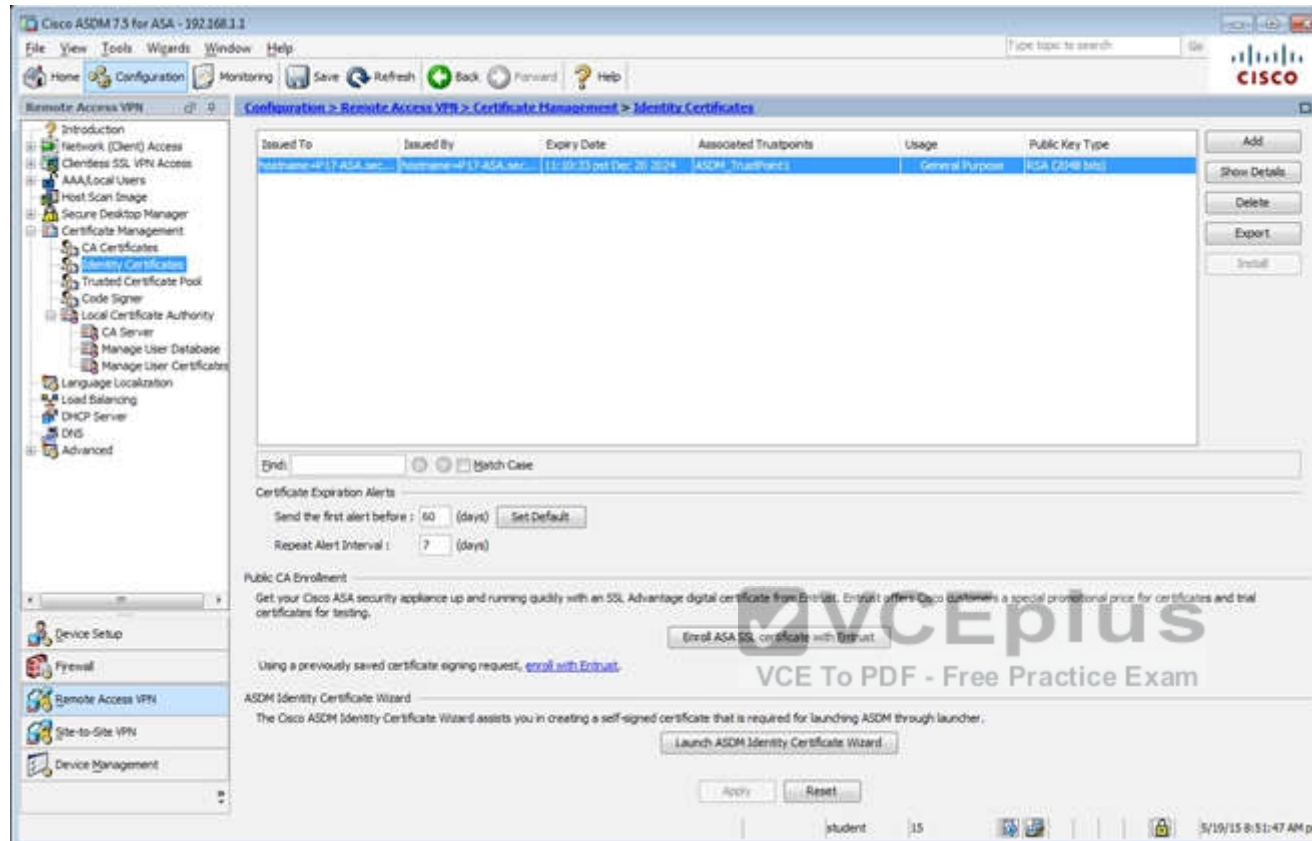 Cisco ASDM 7.5 for ASA - 192.168.1.1
File View Tools Wizards Window Help
Type topic to search Go
Home Configuration Monitoring Save Refresh Back Forward Help
CISCO
Remote Access VPN
Configuration > Remote Access VPN > Certificate Management > Identity Certificates
Introduction
Network (Client) Access
Clientless SSL VPN Access
AAA/Local Users
Host Scan Image
Secure Desktop Manager
Certificate Management
CA Certificates
Identity Certificates
Trusted Certificate Pool
Code Signer
Local Certificate Authority
CA Server
Manage User Database
Manage User Certificates
Language Localization
Load Balancing
DHCP Server
DNS
Advanced
Issued To Issued By Expiry Date Associated Trustpoints Usage Public Key Type
hostname=P17-ASA.sec... hostname=P17-ASA.sec... pst Dec 20 2024 ASDM_TrustPoint1 General Purpose RSA (2048 bits)
Add
Show Details
Delete
Export
Install
Find: Match Case
Certificate Expiration Alerts
Send the first alert before : 60 (days) Set Default
Repeat Alert Interval : 7 (days)
Public CA Enrollment
Get your Cisco ASA security appliance up and running quickly with an SSL Advantage digital certificate from Entrust. Entrust offers Cisco customers a special promotional price for certificates and trial
certificates for testing.
Enroll ASA SSL certificate with Entrust
Using a previously saved certificate signing request, enroll with Entrust.
ASDM Identity Certificate Wizard
The Cisco ASDM Identity Certificate Wizard assists you in creating a self-signed certificate that is required for launching ASDM through launcher.
Launch ASDM Identity Certificate Wizard
Apply Reset
Device Setup
Firewall
Remote Access VPN
Site-to-Site VPN
Device Management
VCEplus
VCE To PDF - Free Practice Exam
student 15 5/19/15 8:51:47 AM p